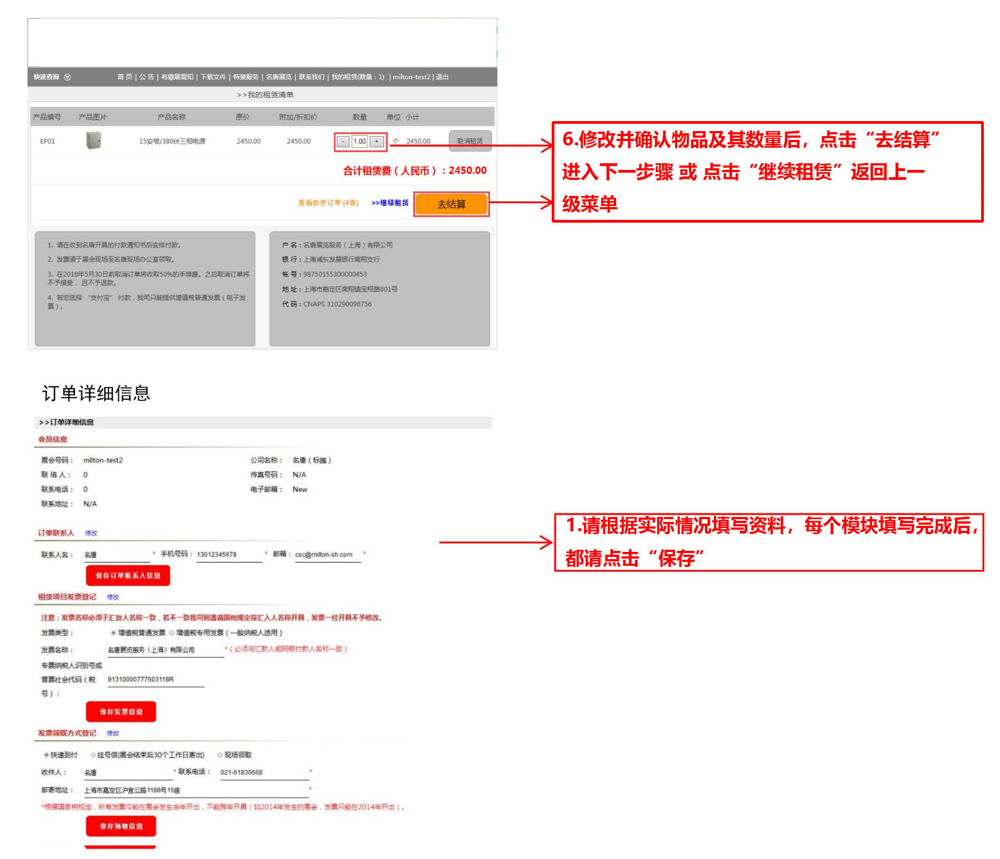 快速查询 首 页 | 公 告 | 布撤展需知 | 下载文件 | 特装服务 | 名唐展览 | 联系我们 | 我的租赁(数量：1) | milton-test2 | 退出
>>我的租赁清单
产品编号 产品图片 产品名称 原价 附加/折扣价 数量 单位 小计
EP01 15安培/380伏三相电源 2450.00 2450.00 - 1.00 + 个 2450.00 取消租赁
合计租赁费（人民币）：2450.00
查看历史订单 (4张) >>继续租赁 去结算
6.修改并确认物品及其数量后，点击“去结算”
进入下一步骤 或 点击“继续租赁”返回上一
级菜单
1. 请在收到名唐开具的付款通知书后安排付款。
2. 发票请于展会现场至名唐现场办公室领取。
3. 在2018年5月30日前取消订单将收取50%的手续费。之后取消订单将
不予接受，且不予退款。
4. 若您选择 “支付宝” 付款，我司只能提供增值税普通发票（电子发
票）。
户 名：名唐展览服务（上海）有限公司
银 行：上海浦东发展银行南翔支行
帐 号：98750155300000453
地 址：上海市嘉定区南翔镇宝翔路801号
代 码：CNAPS 310290098756
订单详细信息
>>订单详细信息
会员信息
展会号码： milton-test2 公司名称： 名唐（标摊）
联 络 人： 0 传真号码： N/A
联系电话： 0 电子邮箱： New
联系地址： N/A
订单联系人 修改
联系人名： 名唐 * 手机号码：13012345678 * 邮箱：csc@milton-sh.com *
保存订单联系人信息
1.请根据实际情况填写资料，每个模块填写完成后，
都请点击“保存”
租赁项目发票登记 修改
注意：发票名称必须于汇款人名称一致，若不一致我司则遵循国税规定按汇入人名称开具，发票一经开具不予修改。
发票类型： 增值税普通发票 增值税专用发票（一般纳税人适用）
发票名称： 名唐展览服务（上海）有限公司 *（必须与汇款人或网银付款人名称一致）
专票纳税人识别号或
普票社会代码（税 91310000777603118R
号）：
保存发票信息
发票领取方式登记 修改
快递到付 挂号信(展会结束后30个工作日寄出) 现场领取
收件人： 名唐 * 联系电话： 021-61830668 *
邮寄地址： 上海市嘉定区沪宜公路1188号16座 *
*根据国家税规定，所有发票仅能在展会发生当年开出，不能跨年开具（如2014年发生的展会，发票只能在2014年开出）。
保存领取信息